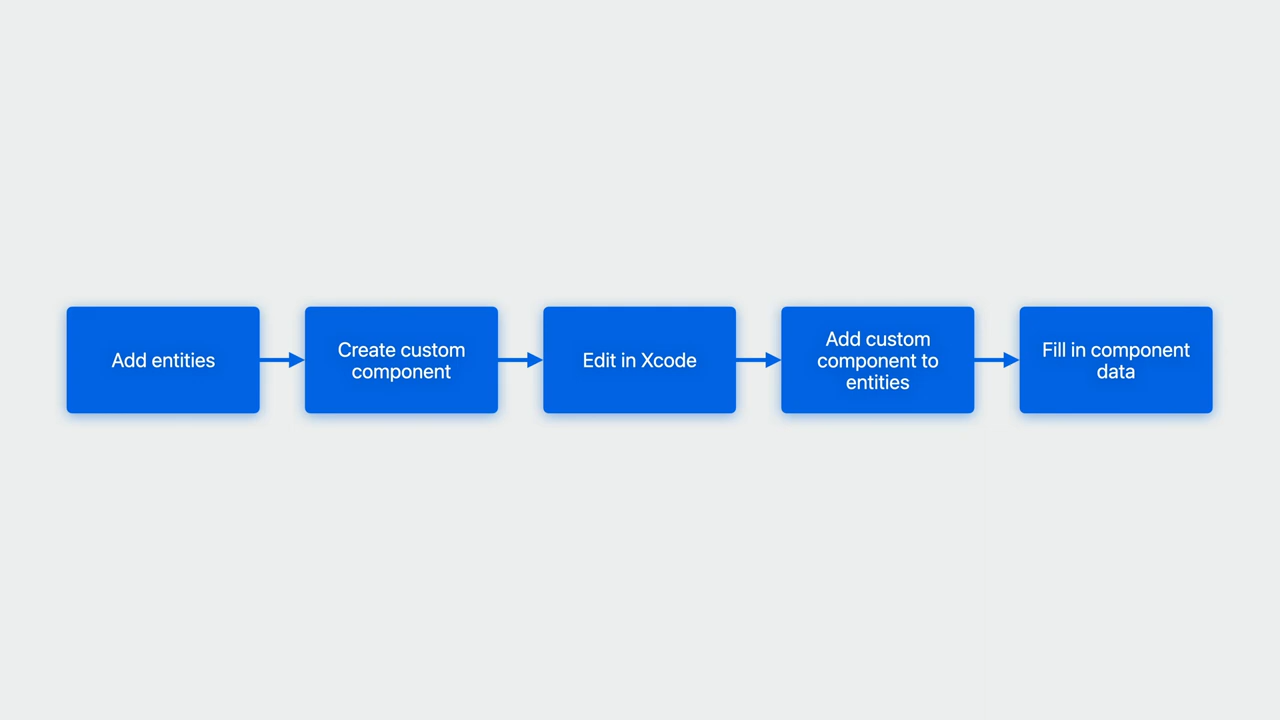 Add entities
Create custom
component
Edit in Xcode
Add custom
component to
entities
Fill in component
data